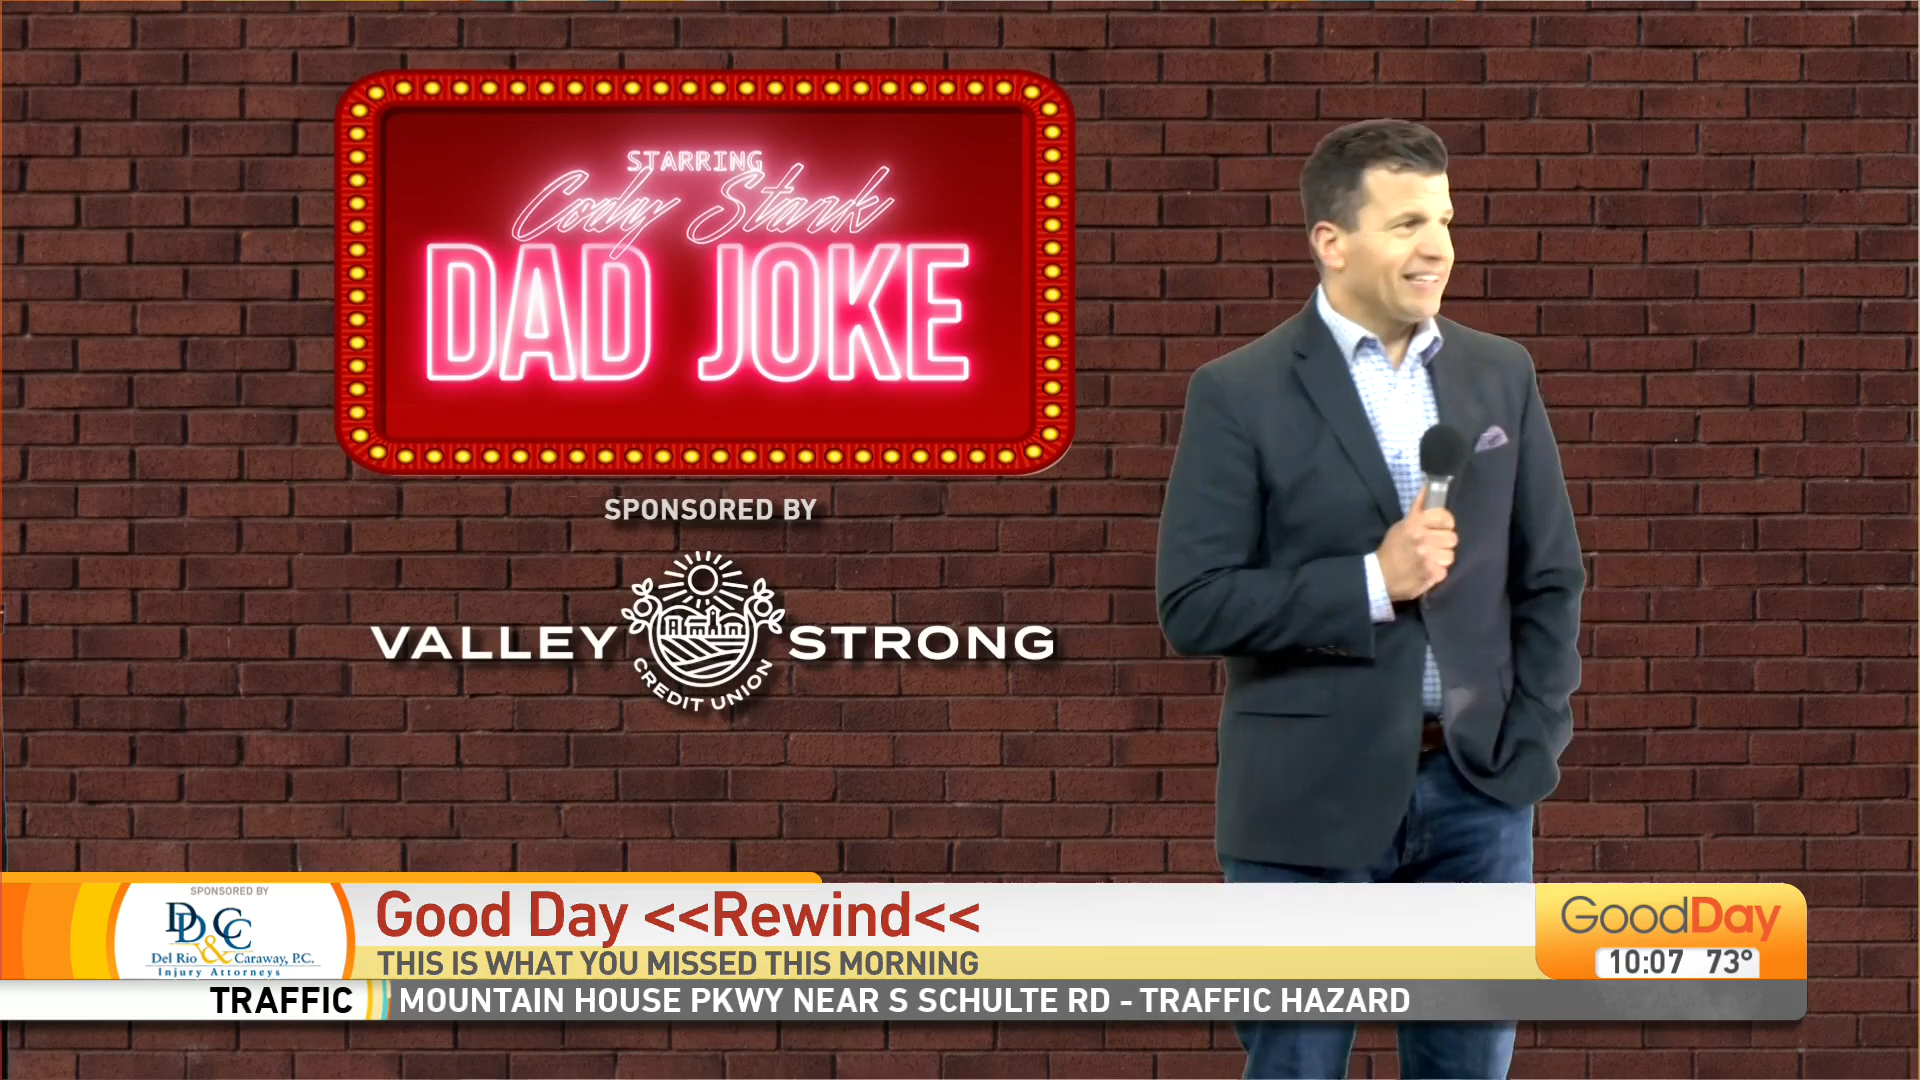 STARRING
Cody Stark
DAD JOKE
SPONSORED BY
VALLEY STRONG
CREDIT UNION
SPONSORED BY
DD&CC
Del Rio & Caraway, P.C.
Injury Attorneys
Good Day <<Rewind<<
THIS IS WHAT YOU MISSED THIS MORNING
GoodDay
10:07 73°
TRAFFIC MOUNTAIN HOUSE PKWY NEAR S SCHULTE RD - TRAFFIC HAZARD